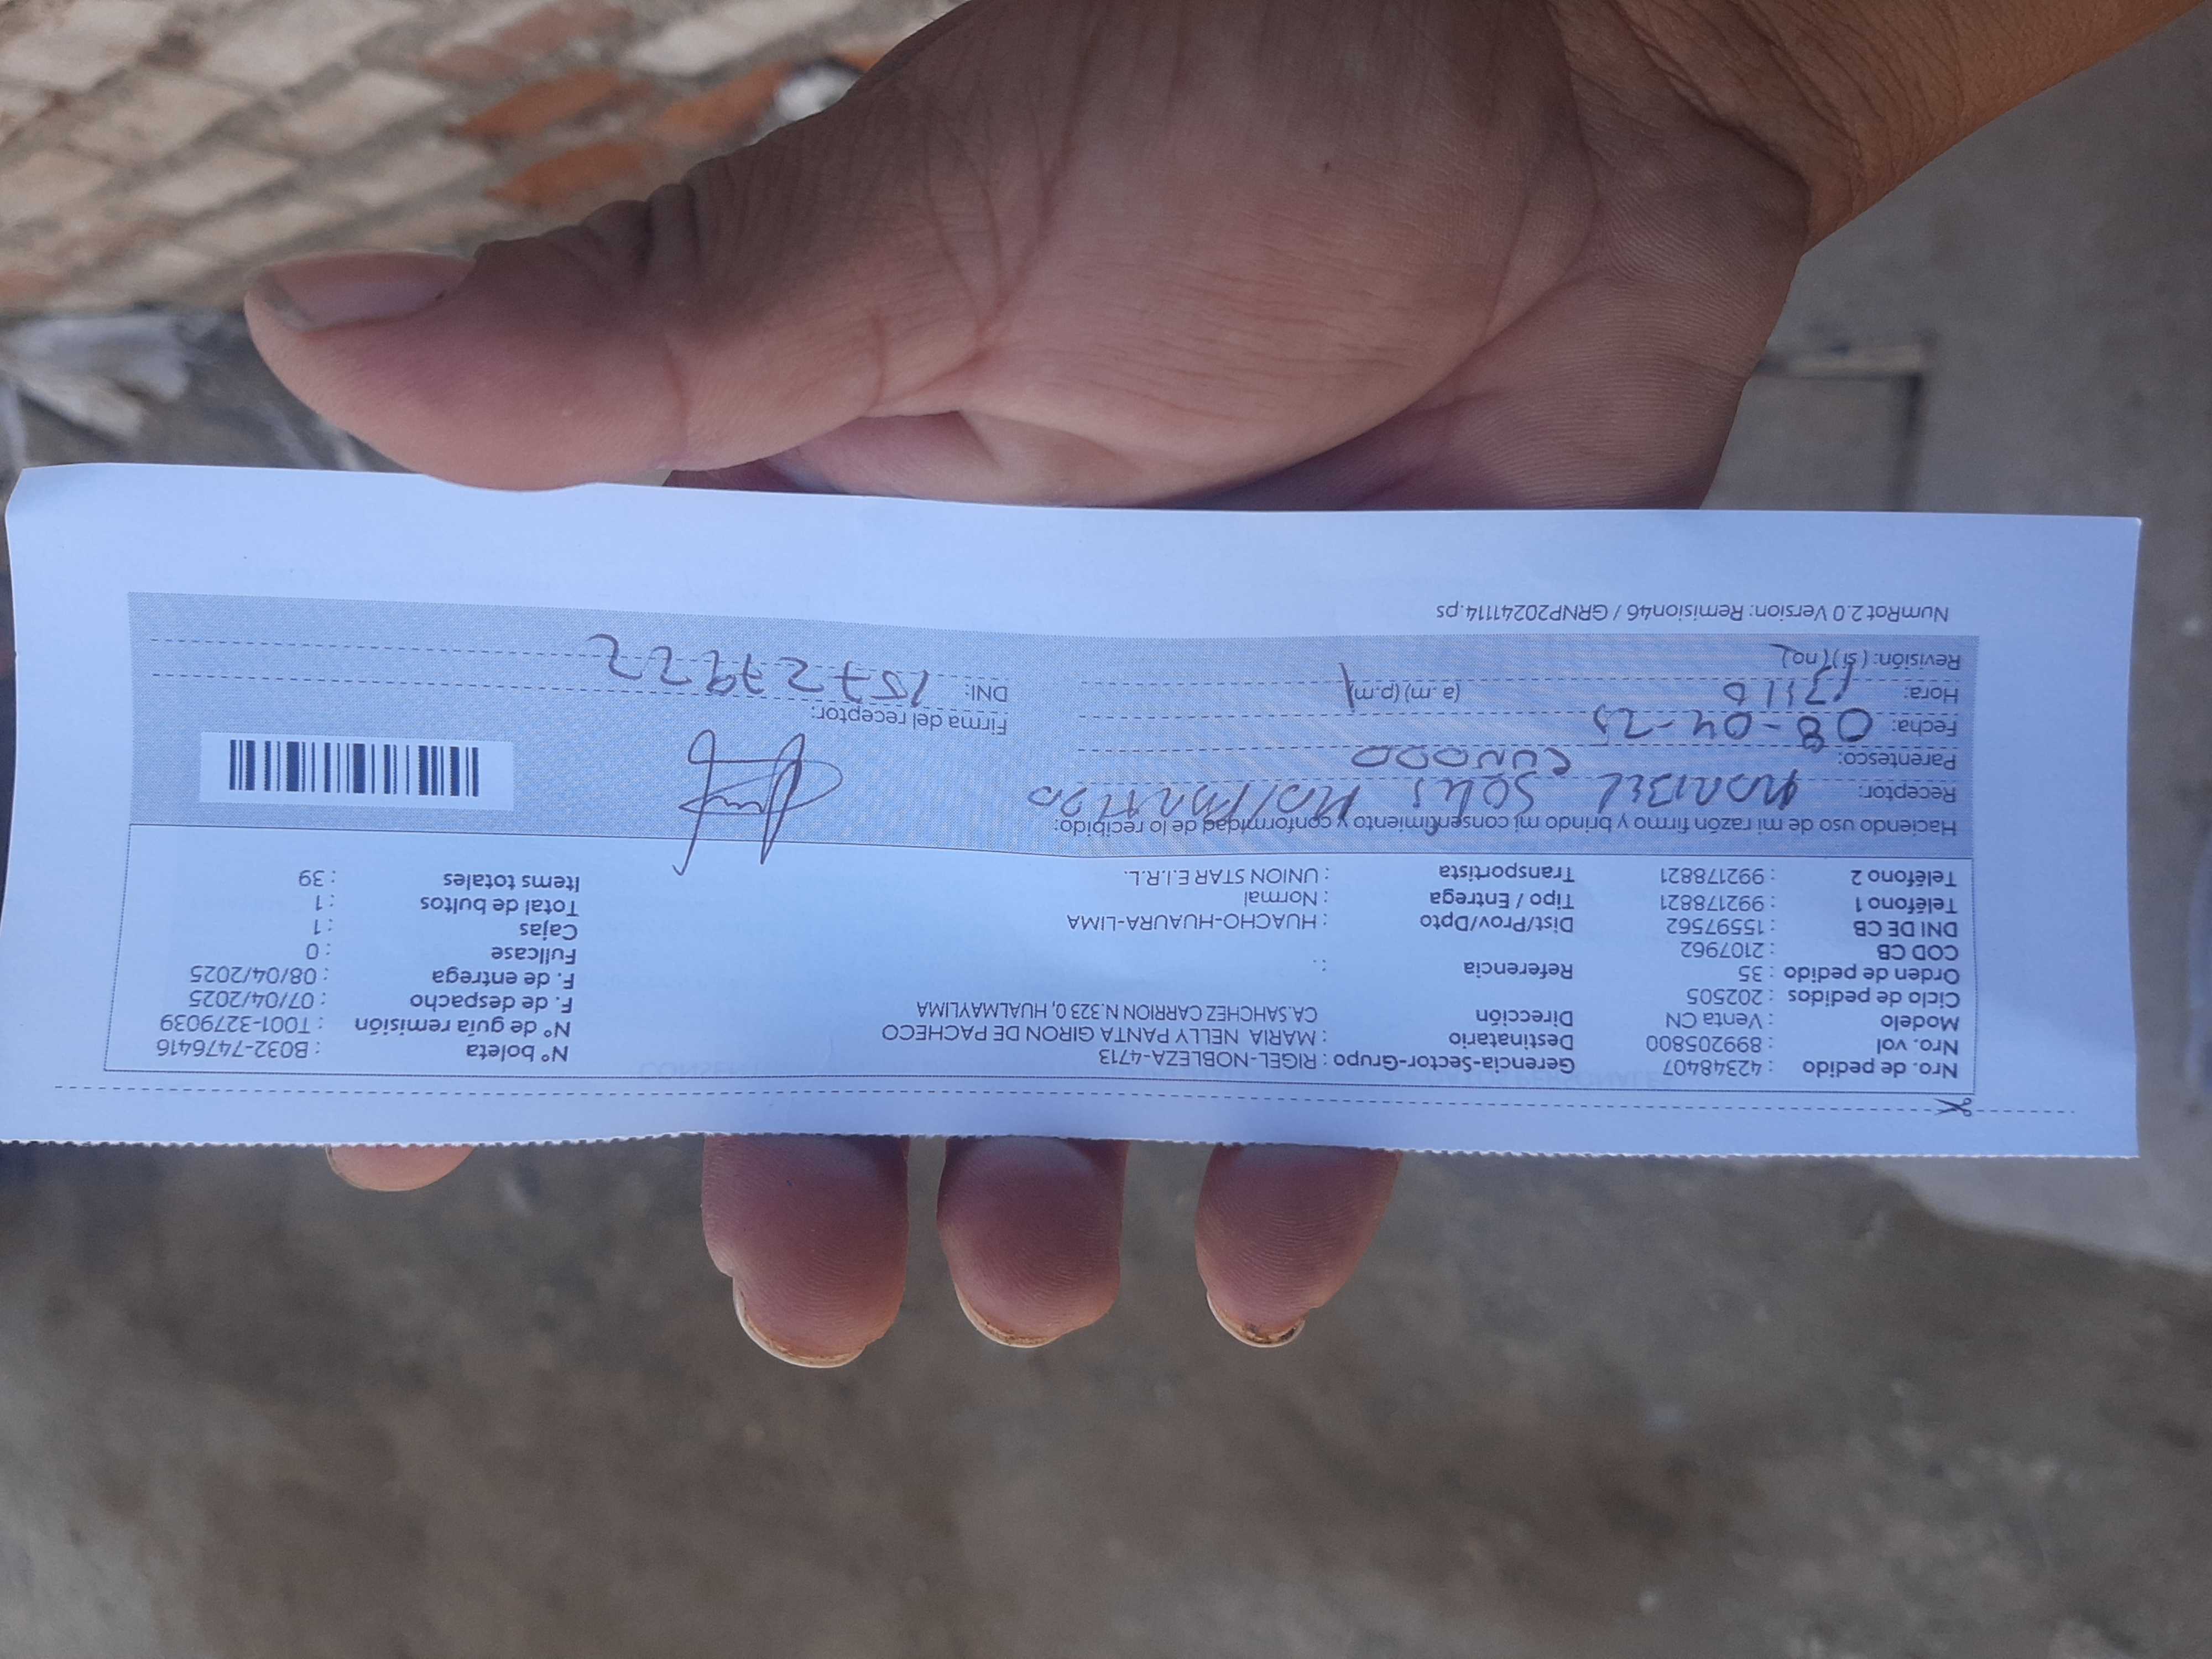 Nro. de pedido : 42348407 Gerencia-Sector-Grupo : RIGEL-NOBLEZA-4713 N° boleta : B032-7476416
Nro. vol : 899205800 Destinatario : MARIA NELLY PANTA GIRON DE PACHECO N° de guía remisión : T001-3279039
Modelo : Venta CN Dirección CA.SAHCHEZ CARRION N.323 0, HUALMAYLIMA F. de despacho : 07/04/2025
Ciclo de pedidos : 202505 F. de entrega : 08/04/2025
Orden de pedido : 35 Referencia : . Fullcase : 0
COD CB : 2107962 Cajas : 1
DNI DE CB : 15597562 Dist/Prov/Dpto : HUACHO-HUAURA-LIMA Total de bultos : 1
Teléfono 1 : 992178821 Tipo / Entrega : Normal Items totales : 39
Teléfono 2 : 992178821 Transportista : UNION STAR E.I.R.L.
Haciendo uso de mi razón firmo y brindo mi consentimiento y conformidad de lo recibido:
Receptor: SOLIS
Parentesco:
Fecha: 08-04-25 Firma del receptor:
Hora: (a.m) (p.m) DNI: 15727922
Revisión: (si) (no)
NumRot 2.0 Version: Remision46 / GRNP20241114.ps